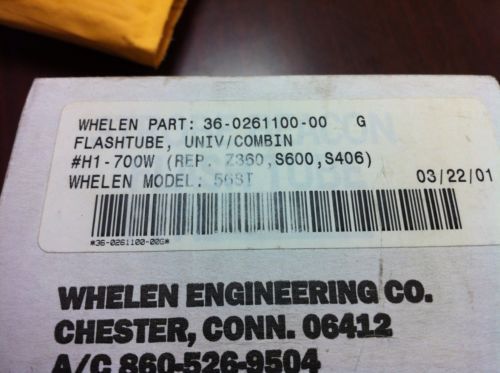 WHELEN PART: 36-0261100-00 G
FLASHTUBE, UNIV/COMBIN
#H1-700W (REP. Z360,S600,S406)
WHELEN MODEL: 56ST 03/22/01
*36-0261100-00G*
WHELEN ENGINEERING CO.
CHESTER, CONN. 06412
A/C 860-526-9504